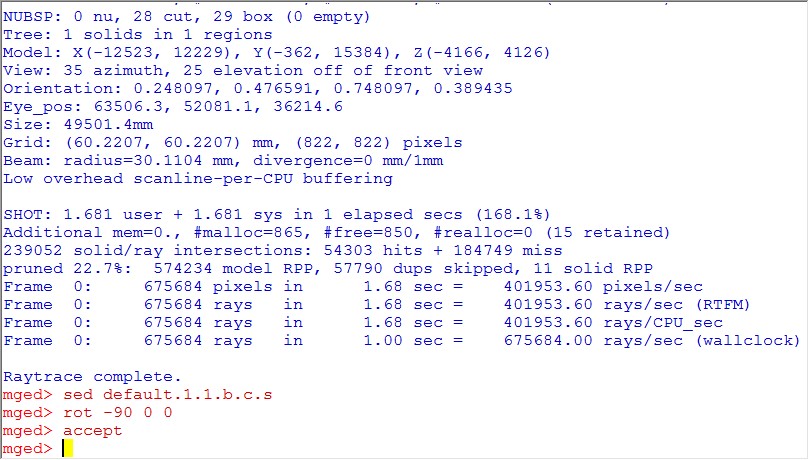 NUBSP: 0 nu, 28 cut, 29 box (0 empty)
Tree: 1 solids in 1 regions
Model: X(-12523, 12229), Y(-362, 15384), Z(-4166, 4126)
View: 35 azimuth, 25 elevation off of front view
Orientation: 0.248097, 0.476591, 0.748097, 0.389435
Eye_pos: 63506.3, 52081.1, 36214.6
Size: 49501.4mm
Grid: (60.2207, 60.2207) mm, (822, 822) pixels
Beam: radius=30.1104 mm, divergence=0 mm/1mm
Low overhead scanline-per-CPU buffering
SHOT: 1.681 user + 1.681 sys in 1 elapsed secs (168.1%)
Additional mem=0., #malloc=865, #free=850, #realloc=0 (15 retained)
239052 solid/ray intersections: 54303 hits + 184749 miss
pruned 22.7%:  574234 model RPP, 57790 dups skipped, 11 solid RPP
Frame  0:     675684 pixels in      1.68 sec =    401953.60 pixels/sec
Frame  0:     675684 rays   in      1.68 sec =    401953.60 rays/sec (RTFM)
Frame  0:     675684 rays   in      1.68 sec =    401953.60 rays/CPU_sec
Frame  0:     675684 rays   in      1.00 sec =    675684.00 rays/sec (wallclock)
Raytrace complete.
mged> sed default.1.1.b.c.s
mged> rot -90 0 0
mged> accept
mged>